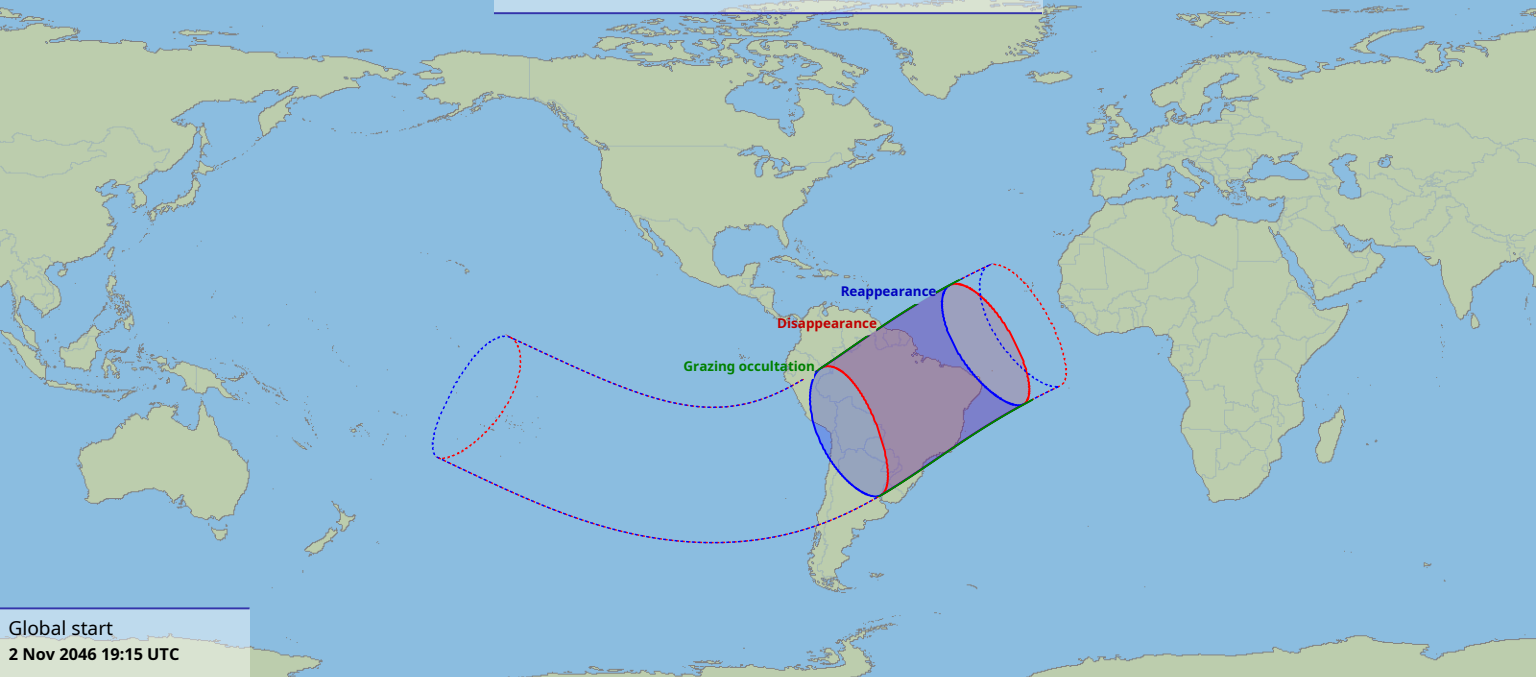 Reappearance
Disappearance
Grazing occultation
Global start
2 Nov 2046 19:15 UTC